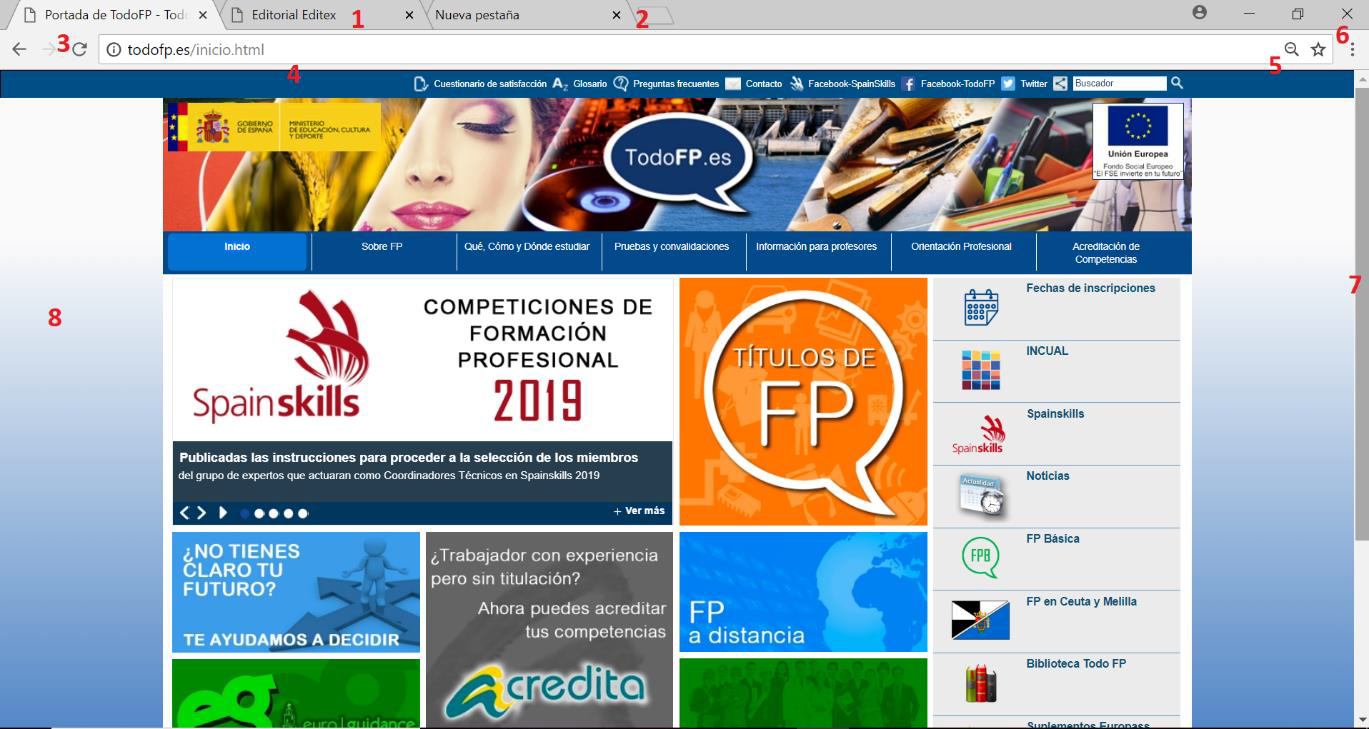 Portada de TodoFP - Tod
Editorial Editex
1
Nueva pestaña
2
3
todofp.es/inicio.html
6
5
4
Cuestionario de satisfacción
AZ Glosario
Preguntas frecuentes
Contacto
Facebook-SpainSkills
Facebook-TodoFP
Twitter
Buscador
GOBIERNO
DE ESPAÑA
MINISTERIO
DE EDUCACIÓN, CULTURA
Y DEPORTE
TodoFP.es
Unión Europea
Fondo Social Europeo
"El FSE invierte en tu futuro"
Inicio
Sobre FP
Qué, Cómo y Dónde estudiar
Pruebas y convalidaciones
Información para profesores
Orientación Profesional
Acreditación de
Competencias
7
8
COMPETICIONES DE
FORMACIÓN
PROFESIONAL
2019
Spainskills
Publicadas las instrucciones para proceder a la selección de los miembros
del grupo de expertos que actuaran como Coordinadores Técnicos en Spainskills 2019
+ Ver más
TÍTULOS DE
FP
Fechas de inscripciones
INCUAL
Spainskills
Spainskills
Actualidad
Noticias
FPB
FP Básica
FP en Ceuta y Melilla
Biblioteca Todo FP
Suplementos Europass
¿NO TIENES
CLARO TU
FUTURO?
TE AYUDAMOS A DECIDIR
¿Trabajador con experiencia
pero sin titulación?
Ahora puedes acreditar
tus competencias
acredita
FP
a distancia
eg
euro|guidance